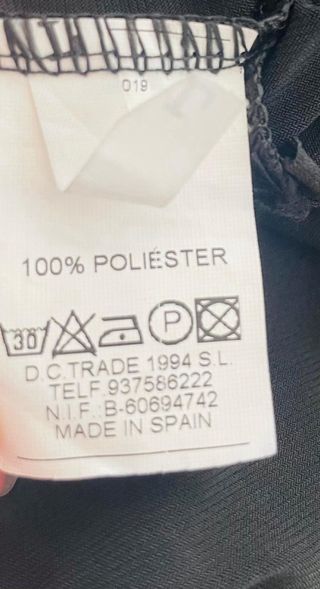 019
100% POLIÉSTER
30 P
D.C.TRADE 1994 S.L.
TELF.937586222
N.I.F.:B-60694742
MADE IN SPAIN